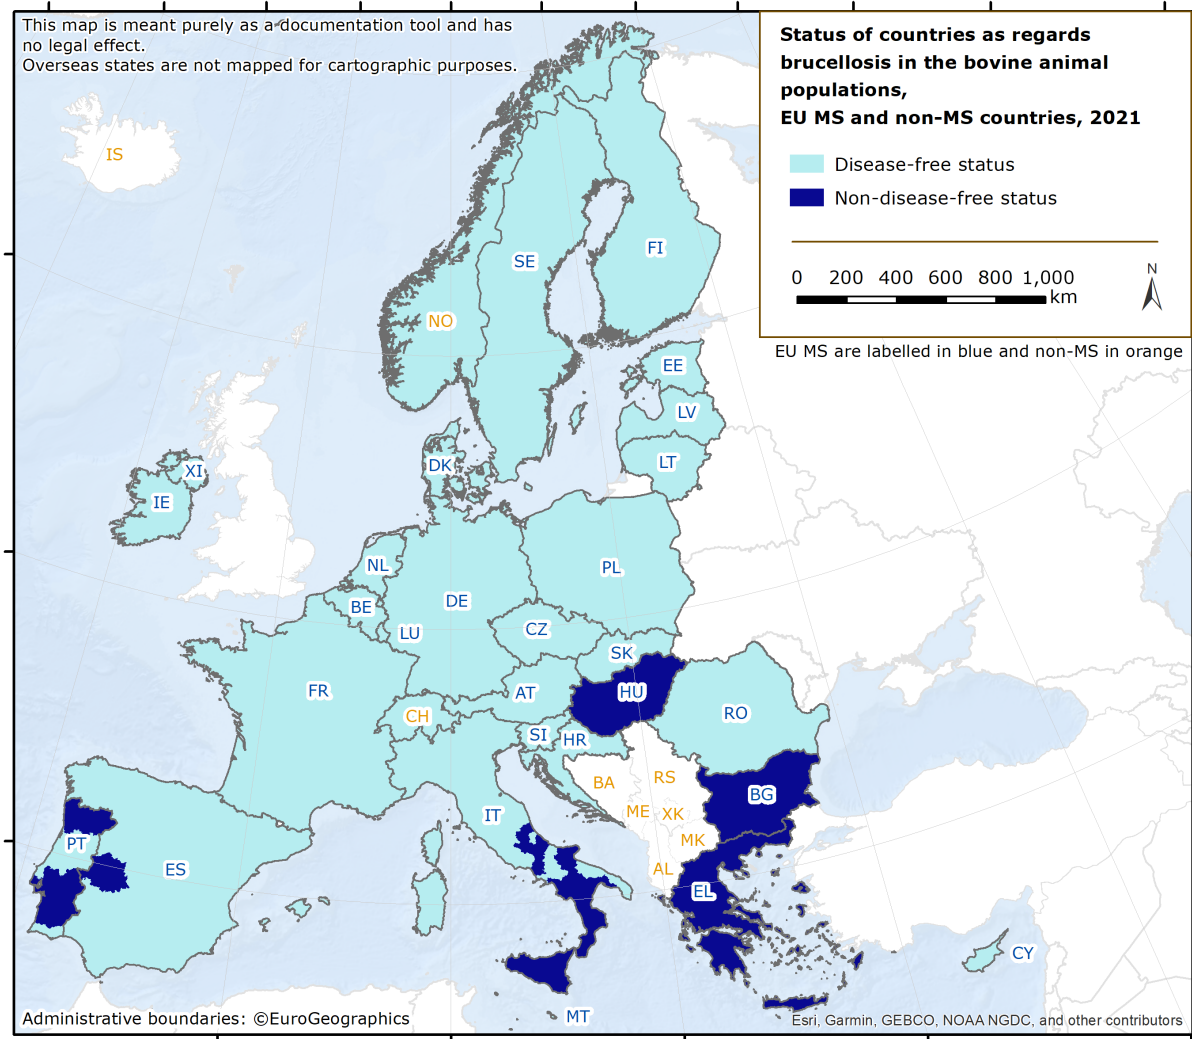 This map is meant purely as a documentation tool and has
no legal effect.
Overseas states are not mapped for cartographic purposes.
Status of countries as regards
brucellosis in the bovine animal
populations,
EU MS and non-MS countries, 2021
Disease-free status
Non-disease-free status
0 200 400 600 800 1,000
km
N
EU MS are labelled in blue and non-MS in orange
IS
SE
FI
NO
EE
LV
LT
DK
XI
IE
NL
PL
BE
DE
LU
CZ
SK
FR
AT
HU
CH
RO
SI
HR
BA
RS
BG
ME
XK
IT
MK
PT
ES
AL
EL
CY
MT
Administrative boundaries: ©EuroGeographics
Esri, Garmin, GEBCO, NOAA NGDC, and other contributors